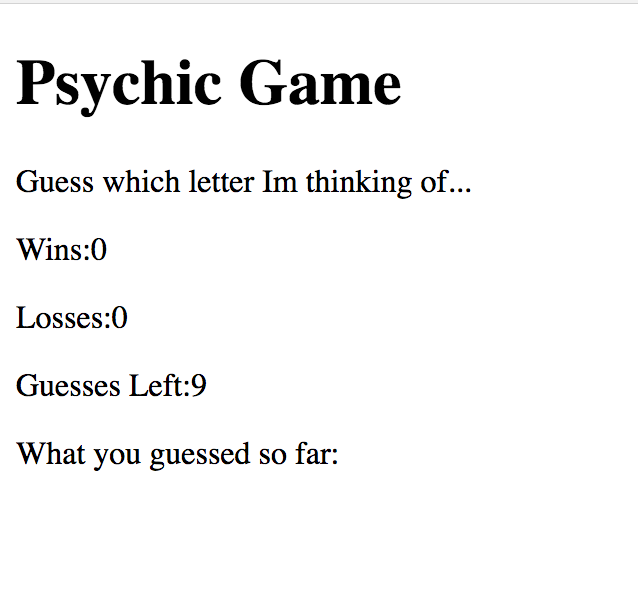 Psychic Game
Guess which letter Im thinking of...
Wins:0
Losses:0
Guesses Left:9
What you guessed so far: